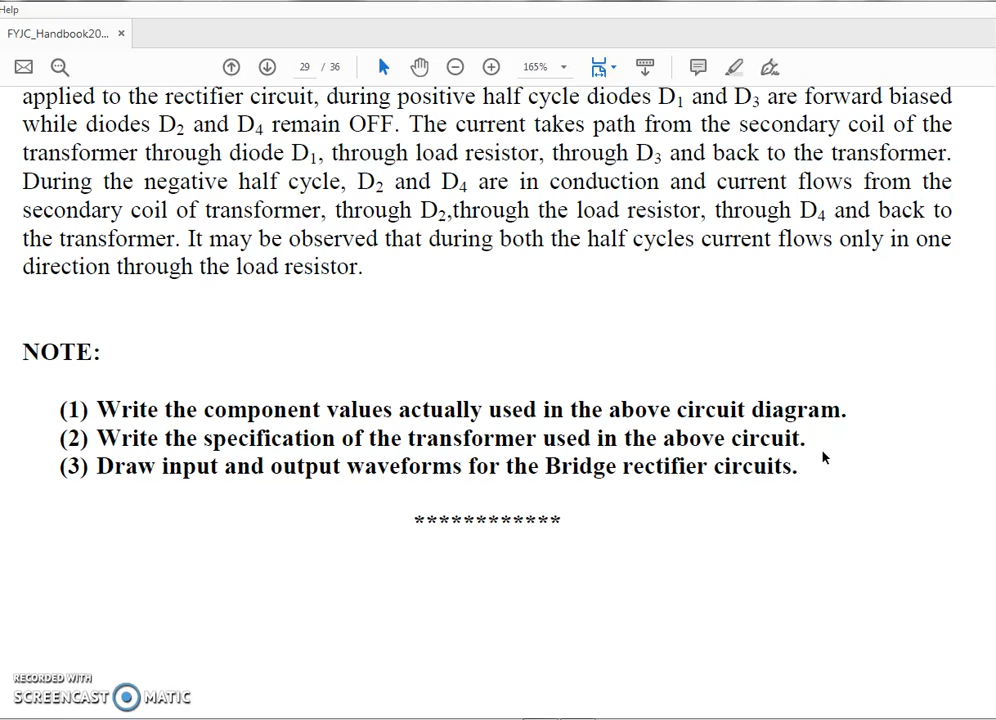 Help
FYJC_Handbook20... ×
29 / 36 165%
applied to the rectifier circuit, during positive half cycle diodes D1 and D3 are forward biased
while diodes D2 and D4 remain OFF. The current takes path from the secondary coil of the
transformer through diode D1, through load resistor, through D3 and back to the transformer.
During the negative half cycle, D2 and D4 are in conduction and current flows from the
secondary coil of transformer, through D2,through the load resistor, through D4 and back to
the transformer. It may be observed that during both the half cycles current flows only in one
direction through the load resistor.
NOTE:
(1) Write the component values actually used in the above circuit diagram.
(2) Write the specification of the transformer used in the above circuit.
(3) Draw input and output waveforms for the Bridge rectifier circuits.
************
RECORDED WITH
SCREENCAST MATIC